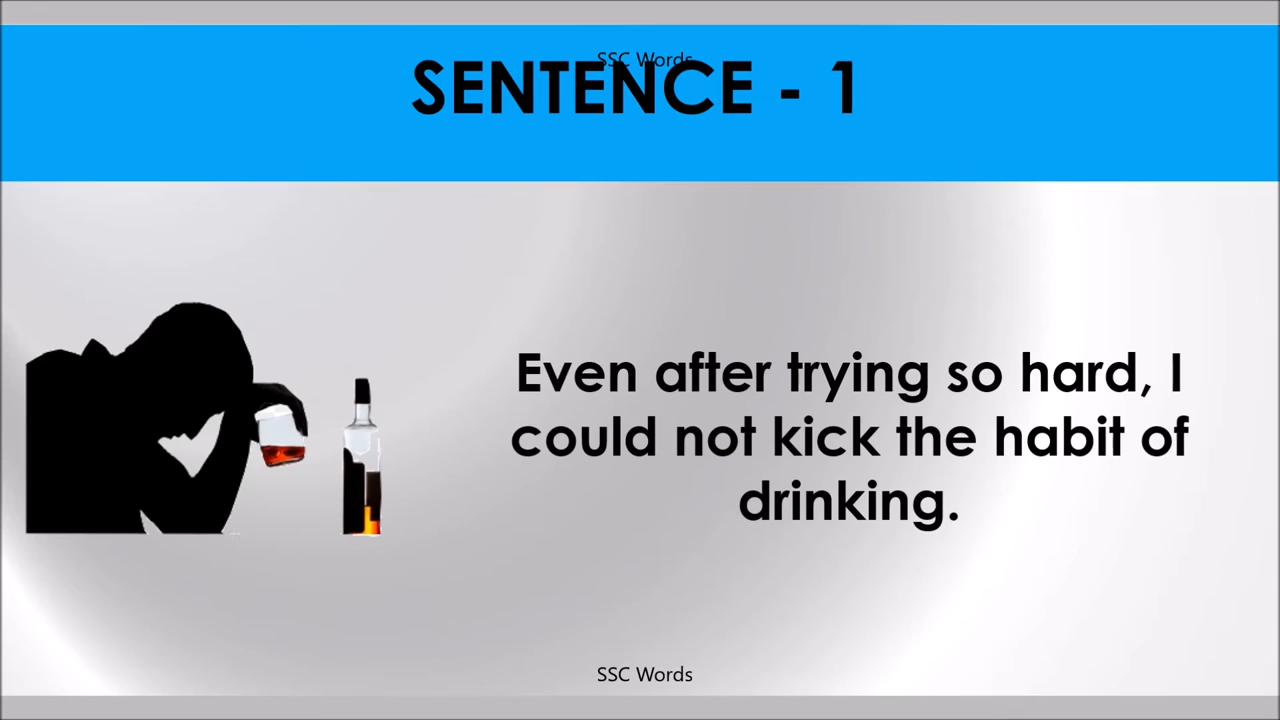 SSC Words
SENTENCE - 1
Even after trying so hard, I
could not kick the habit of
drinking.
SSC Words